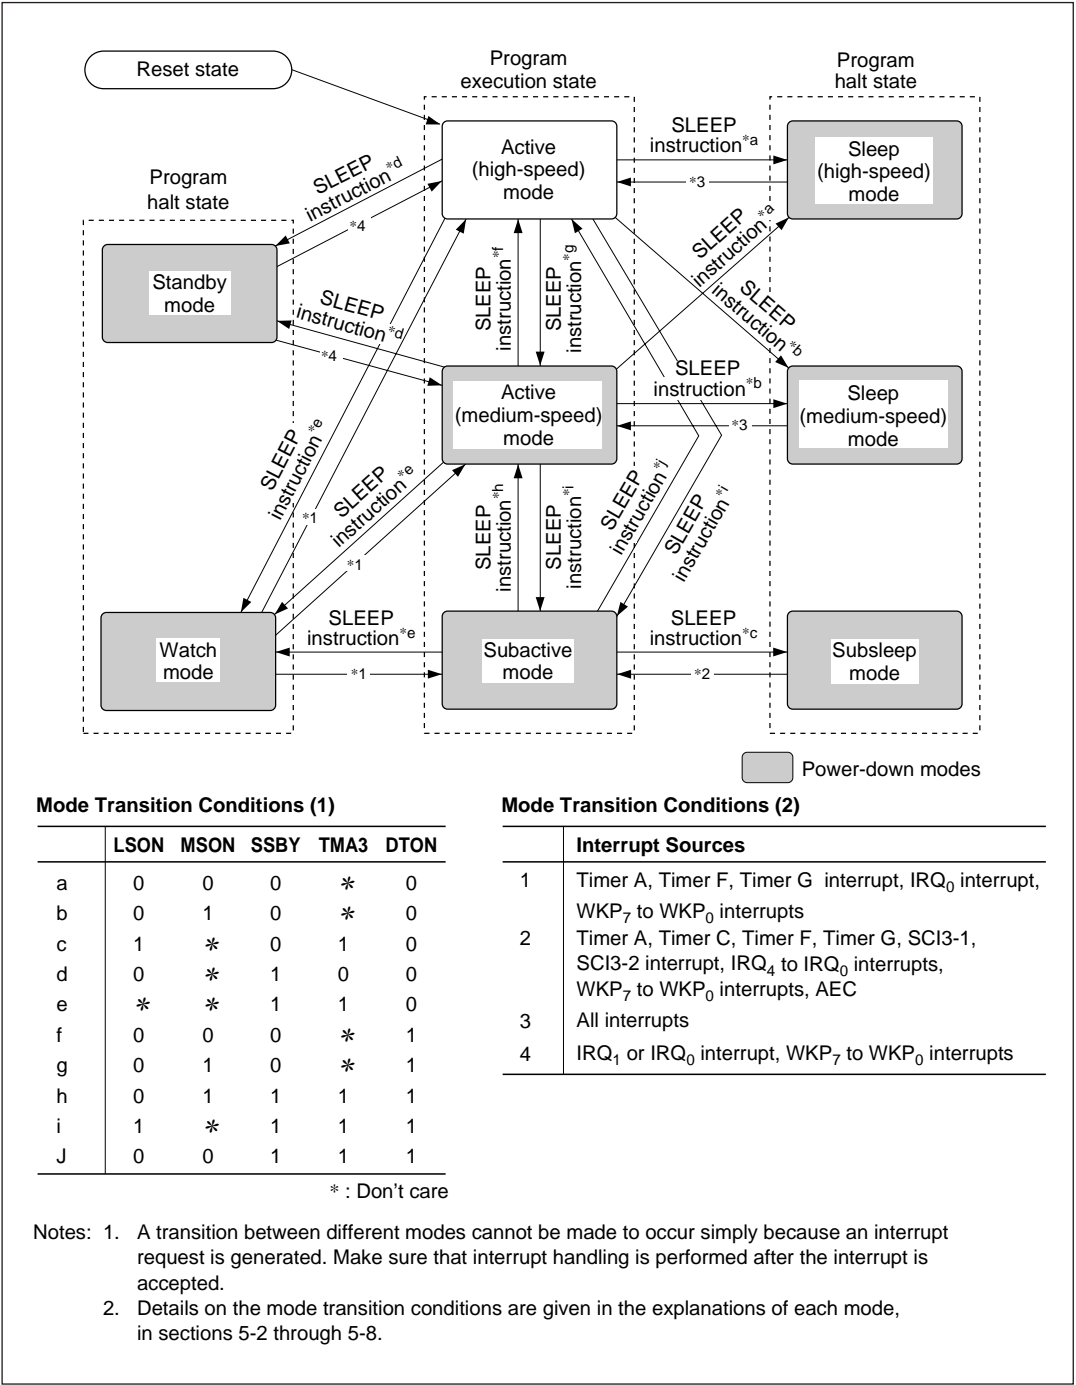 Reset state
Program
execution state
Program
halt state
Program
halt state
Active
(high-speed)
mode
SLEEP
instruction*a
*3
Sleep
(high-speed)
mode
SLEEP
instruction*d
*4
Standby
mode
SLEEP
instruction*d
*4
SLEEP
instruction*f
SLEEP
instruction*g
SLEEP
instruction*a
SLEEP
instruction*b
Active
(medium-speed)
mode
SLEEP
instruction*b
*3
Sleep
(medium-speed)
mode
SLEEP
instruction*e
*1
SLEEP
instruction*e
*1
SLEEP
instruction*h
SLEEP
instruction*i
SLEEP
instruction*j
SLEEP
instruction*i
Watch
mode
SLEEP
instruction*e
*1
Subactive
mode
SLEEP
instruction*c
*2
Subsleep
mode
Power-down modes
Mode Transition Conditions (1)
LSON MSON SSBY TMA3 DTON
a 0 0 0 * 0
b 0 1 0 * 0
c 1 * 0 1 0
d 0 * 1 0 0
e * * 1 1 0
f 0 0 0 * 1
g 0 1 0 * 1
h 0 1 1 1 1
i 1 * 1 1 1
J 0 0 1 1 1
* : Don't care
Mode Transition Conditions (2)
Interrupt Sources
1 Timer A, Timer F, Timer G interrupt, IRQ0 interrupt,
WKP7 to WKP0 interrupts
2 Timer A, Timer C, Timer F, Timer G, SCI3-1,
SCI3-2 interrupt, IRQ4 to IRQ0 interrupts,
WKP7 to WKP0 interrupts, AEC
3 All interrupts
4 IRQ1 or IRQ0 interrupt, WKP7 to WKP0 interrupts
Notes: 1. A transition between different modes cannot be made to occur simply because an interrupt
request is generated. Make sure that interrupt handling is performed after the interrupt is
accepted.
2. Details on the mode transition conditions are given in the explanations of each mode,
in sections 5-2 through 5-8.